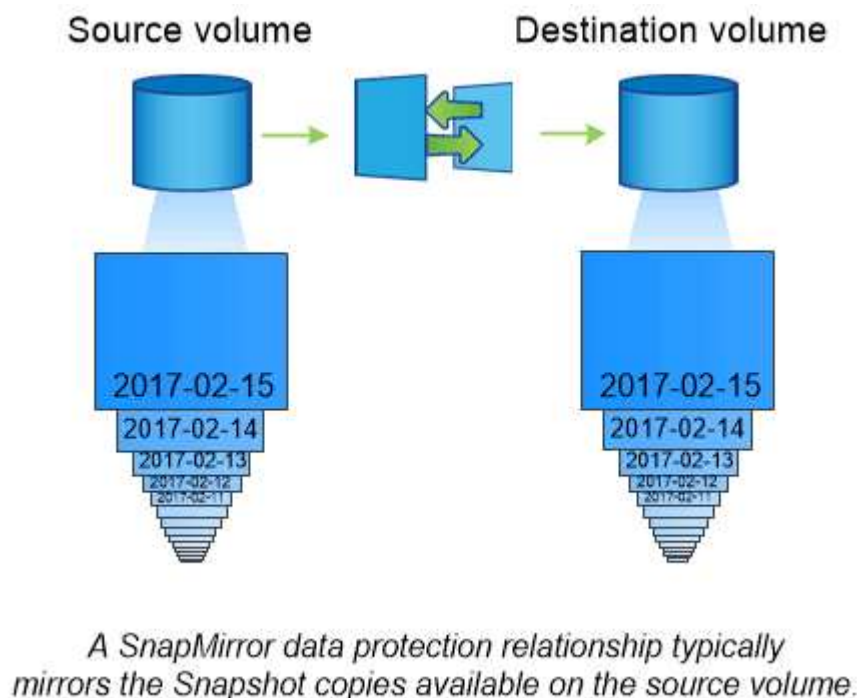 Source volume
Destination volume
2017-02-15
2017-02-14
2017-02-13
2017-02-12
2017-02-11
2017-02-15
2017-02-14
2017-02-13
2017-02-12
2017-02-11
A SnapMirror data protection relationship typically
mirrors the Snapshot copies available on the source volume.